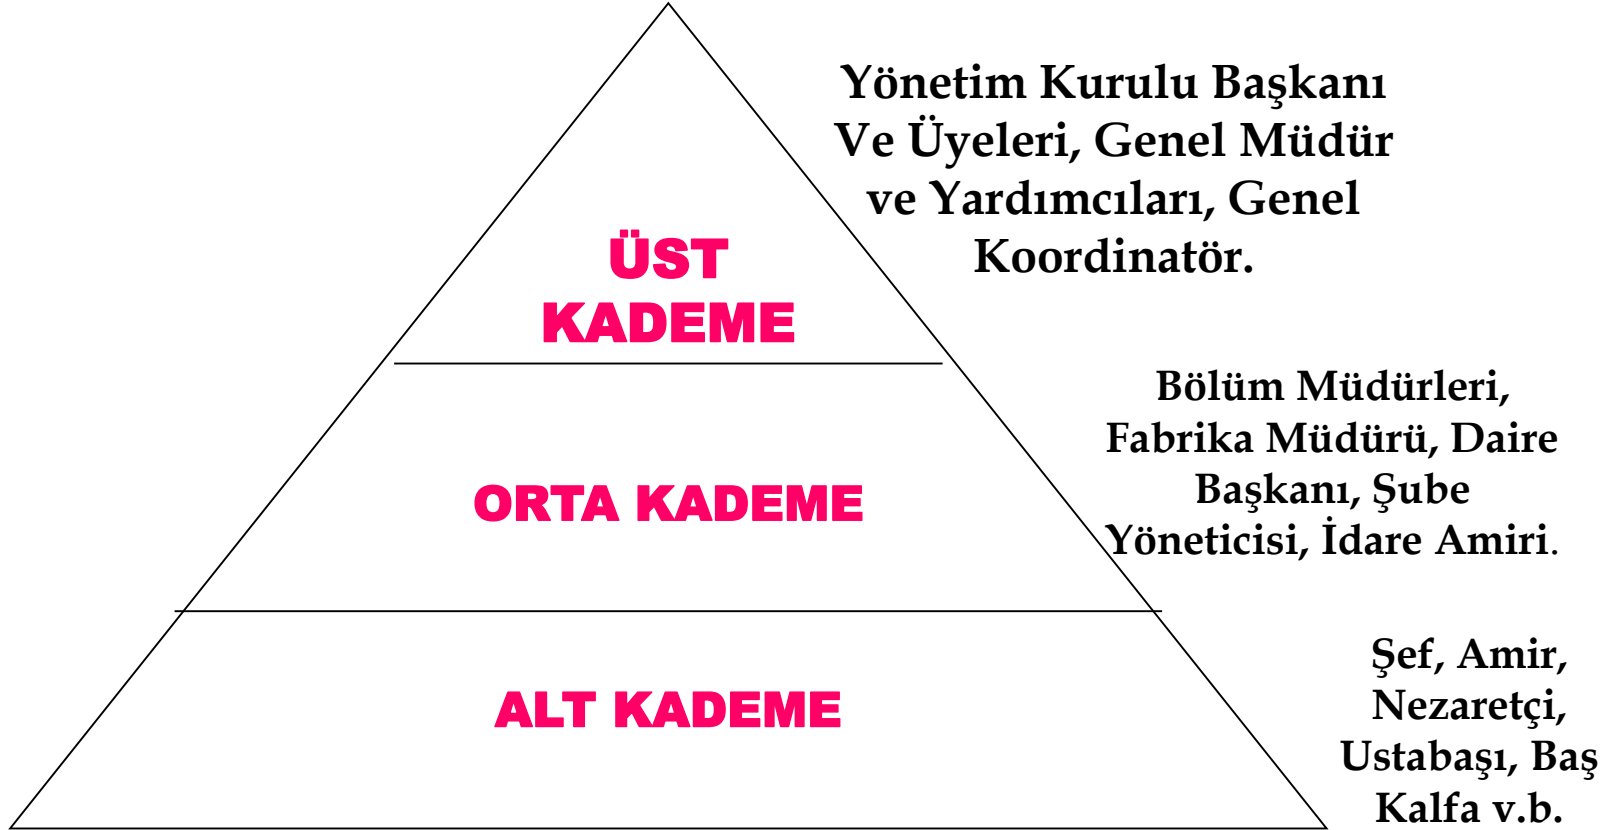 Yönetim Kurulu Başkanı
Ve Üyeleri, Genel Müdür
ve Yardımcıları, Genel
Koordinatör.
ÜST
KADEME
Bölüm Müdürleri,
Fabrika Müdürü, Daire
Başkanı, Şube
Yöneticisi, İdare Amiri.
ORTA KADEME
Şef, Amir,
Nezaretçi,
Ustabaşı, Baş
Kalfa v.b.
ALT KADEME